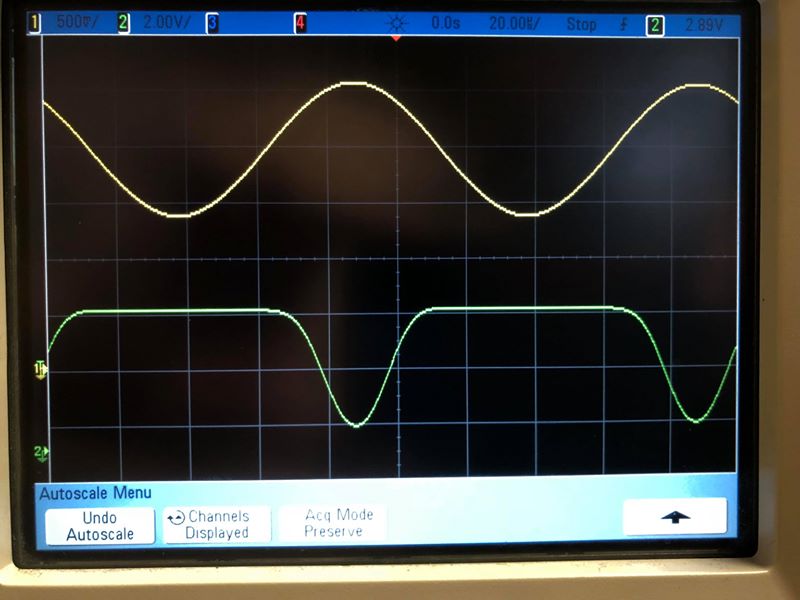 1 500㎷/ 2 2.00V/ 3 4 0.0s 20.00㎲/ Stop 2 2.89V
1
2
Autoscale Menu
Undo Channels Acq Mode
Autoscale Displayed Preserve